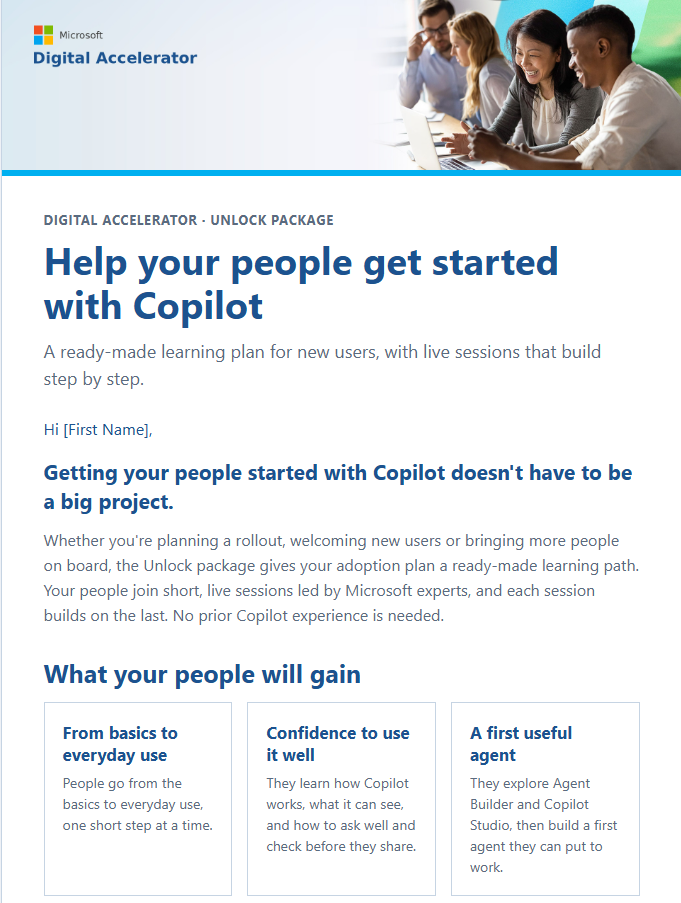 Microsoft
Digital Accelerator
DIGITAL ACCELERATOR · UNLOCK PACKAGE
Help your people get started
with Copilot
A ready-made learning plan for new users, with live sessions that build
step by step.
Hi [First Name],
Getting your people started with Copilot doesn't have to be
a big project.
Whether you're planning a rollout, welcoming new users or bringing more people
on board, the Unlock package gives your adoption plan a ready-made learning path.
Your people join short, live sessions led by Microsoft experts, and each session
builds on the last. No prior Copilot experience is needed.
What your people will gain
From basics to
everyday use
People go from the
basics to everyday use,
one short step at a time.
Confidence to use
it well
They learn how Copilot
works, what it can see,
and how to ask well and
check before they share.
A first useful
agent
They explore Agent
Builder and Copilot
Studio, then build a first
agent they can put to
work.